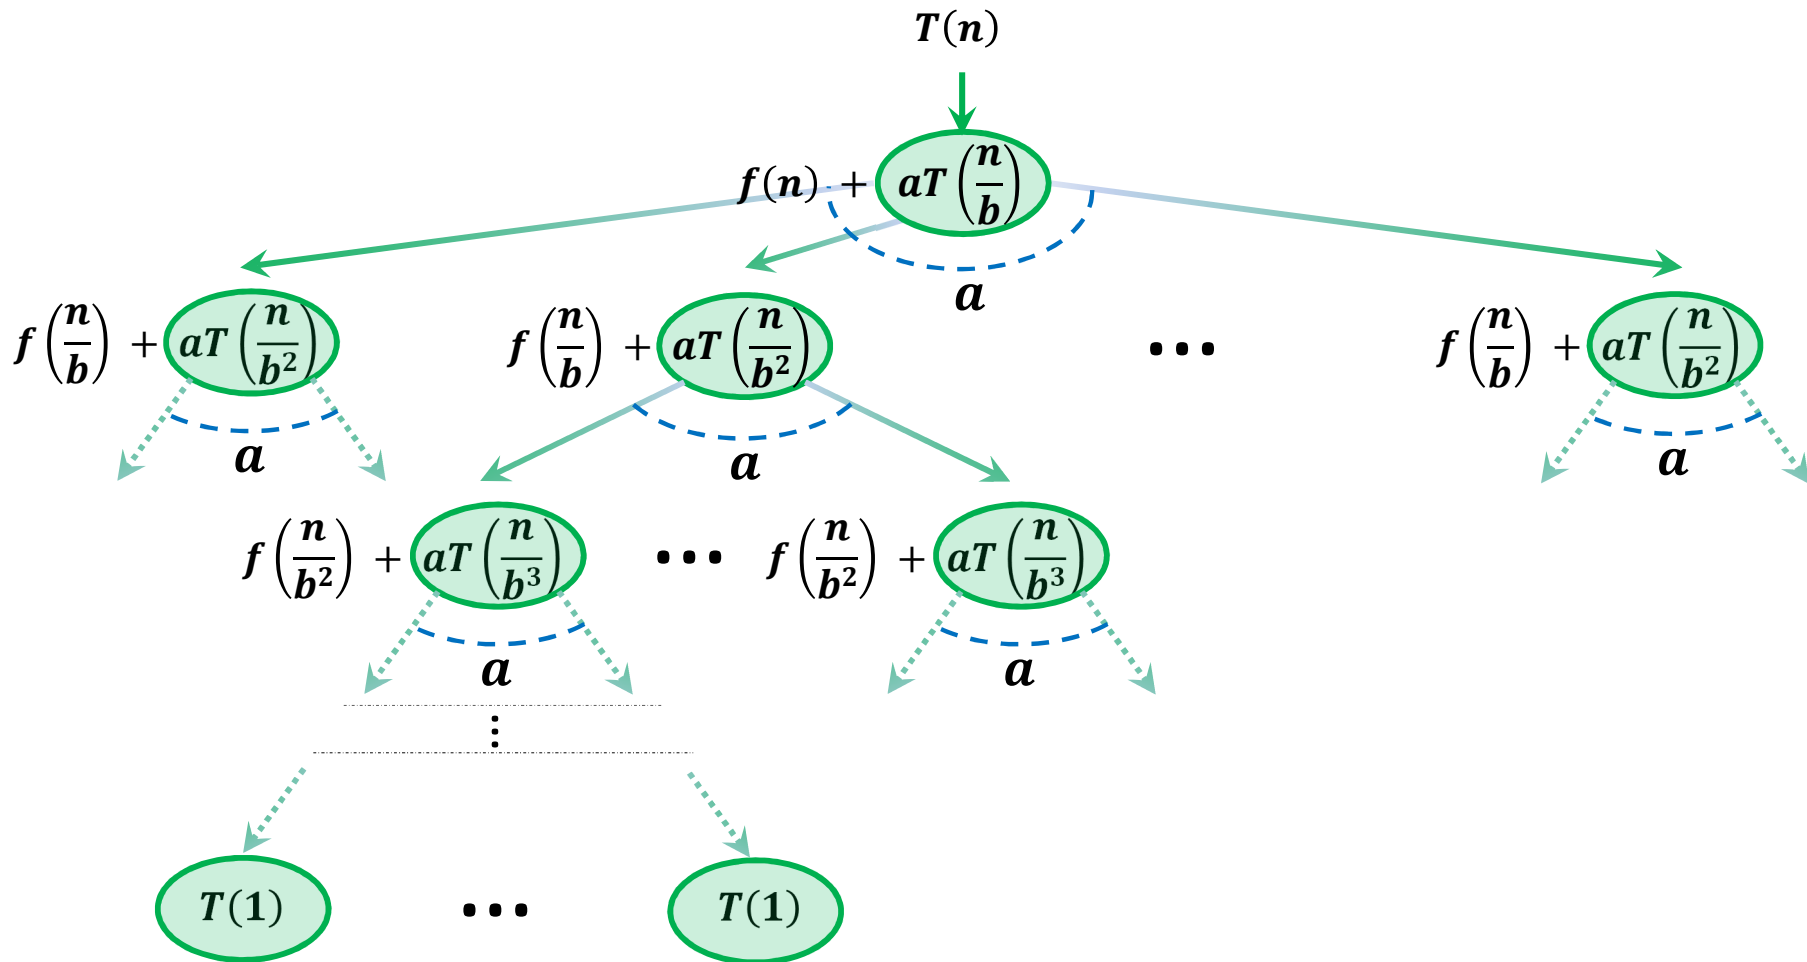 T(n)
f(n) + aT(n/b)
a
f(n/b) + aT(n/b²) f(n/b) + aT(n/b²) ... f(n/b) + aT(n/b²)
a a a
f(n/b²) + aT(n/b³) ... f(n/b²) + aT(n/b³)
a a
⋮
T(1) ... T(1)